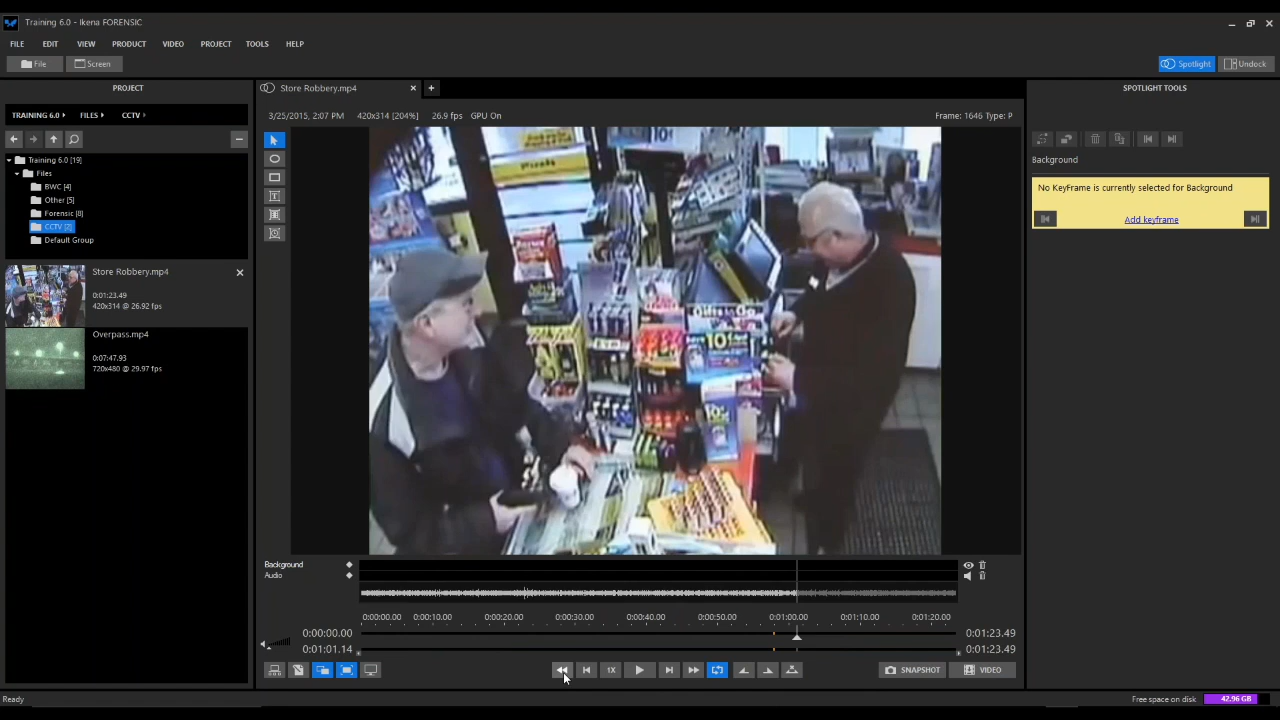 Training 6.0 - Ikena FORENSIC
FILE EDIT VIEW PRODUCT VIDEO PROJECT TOOLS HELP
File Screen Spotlight Undock
PROJECT
Store Robbery.mp4
SPOTLIGHT TOOLS
TRAINING 6.0 FILES CCTV
3/25/2015, 2:07 PM 420x314 [204%] 26.9 fps GPU On Frame: 1646 Type: P
Training 6.0 [19]
Files
BWC [4]
Other [5]
Forensic [8]
CCTV [2]
Default Group
Background
No KeyFrame is currently selected for Background
Add keyframe
Store Robbery.mp4
0:01:23.49
420x314 @ 26.92 fps
Overpass.mp4
0:07:47.93
720x480 @ 29.97 fps
10¢
10¢
Background
Audio
0:00:00.00 0:00:10.00 0:00:20.00 0:00:30.00 0:00:40.00 0:00:50.00 0:01:00.00 0:01:10.00 0:01:20.00
0:00:00.00 0:01:23.49
0:01:01.14 0:01:23.49
1X SNAPSHOT VIDEO
Ready Free space on disk 42.96 GB